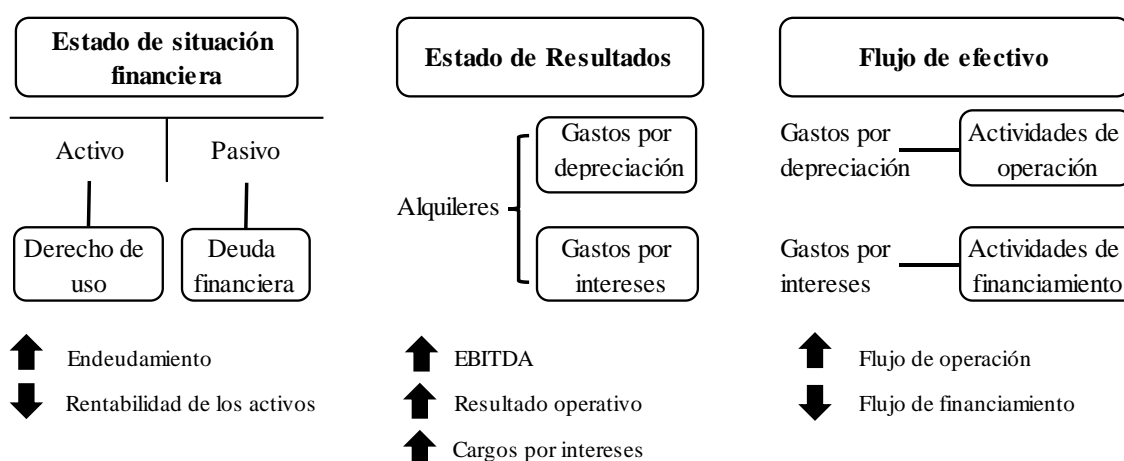 Estado de situación
financiera
Activo
Pasivo
Derecho de
uso
Deuda
financiera
Endeudamiento
Rentabilidad de los activos
Estado de Resultados
Alquileres
Gastos por
depreciación
Gastos por
intereses
EBITDA
Resultado operativo
Cargos por intereses
Flujo de efectivo
Gastos por
depreciación
Actividades de
operación
Gastos por
intereses
Actividades de
financiamiento
Flujo de operación
Flujo de financiamiento